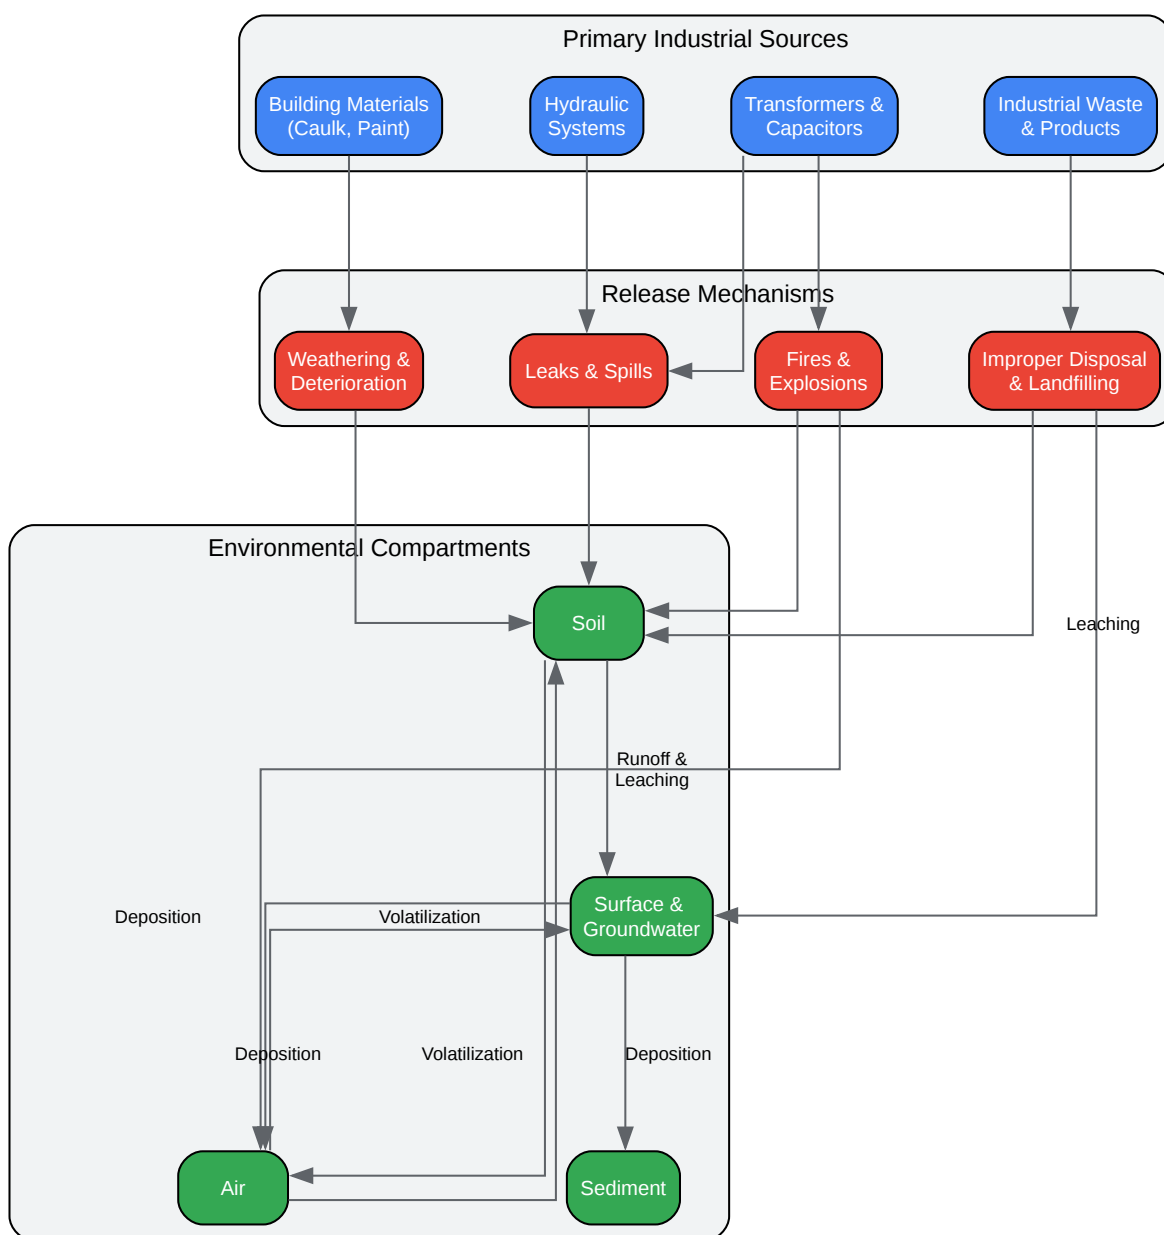 Primary Industrial Sources
Building Materials
(Caulk, Paint)
Hydraulic
Systems
Transformers &
Capacitors
Industrial Waste
& Products
Release Mechanisms
Weathering &
Deterioration
Leaks & Spills
Fires &
Explosions
Improper Disposal
& Landfilling
Environmental Compartments
Soil
Leaching
Runoff &
Leaching
Deposition
Volatilization
Surface &
Groundwater
Deposition
Volatilization
Deposition
Air
Sediment